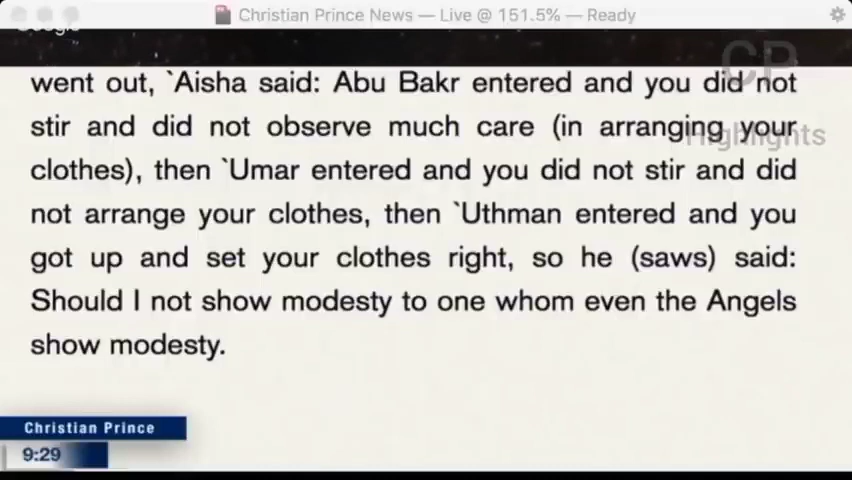 Christian Prince News — Live @ 151.5% — Ready
Google
CP
Highlights
went out, `Aisha said: Abu Bakr entered and you did not
stir and did not observe much care (in arranging your
clothes), then `Umar entered and you did not stir and did
not arrange your clothes, then `Uthman entered and you
got up and set your clothes right, so he (saws) said:
Should I not show modesty to one whom even the Angels
show modesty.
Christian Prince
9:29